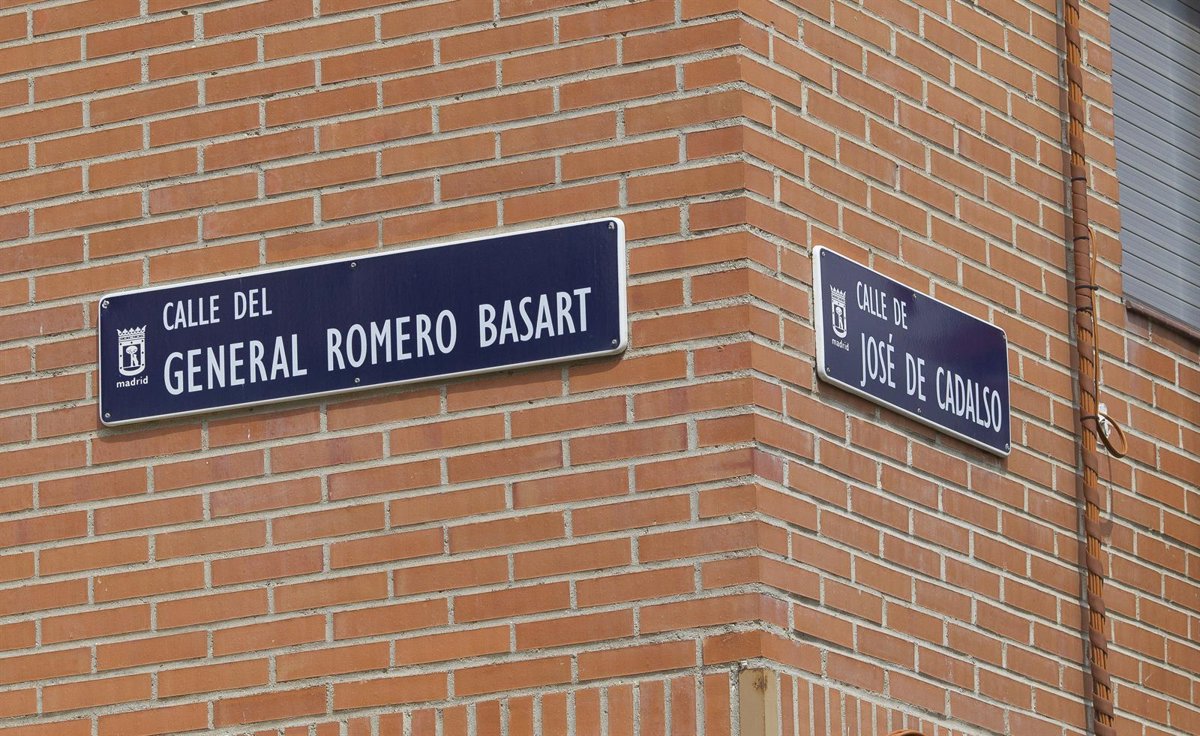 CALLE DEL
GENERAL ROMERO BASART
madrid
CALLE DE
JOSÉ DE CADALSO
madrid